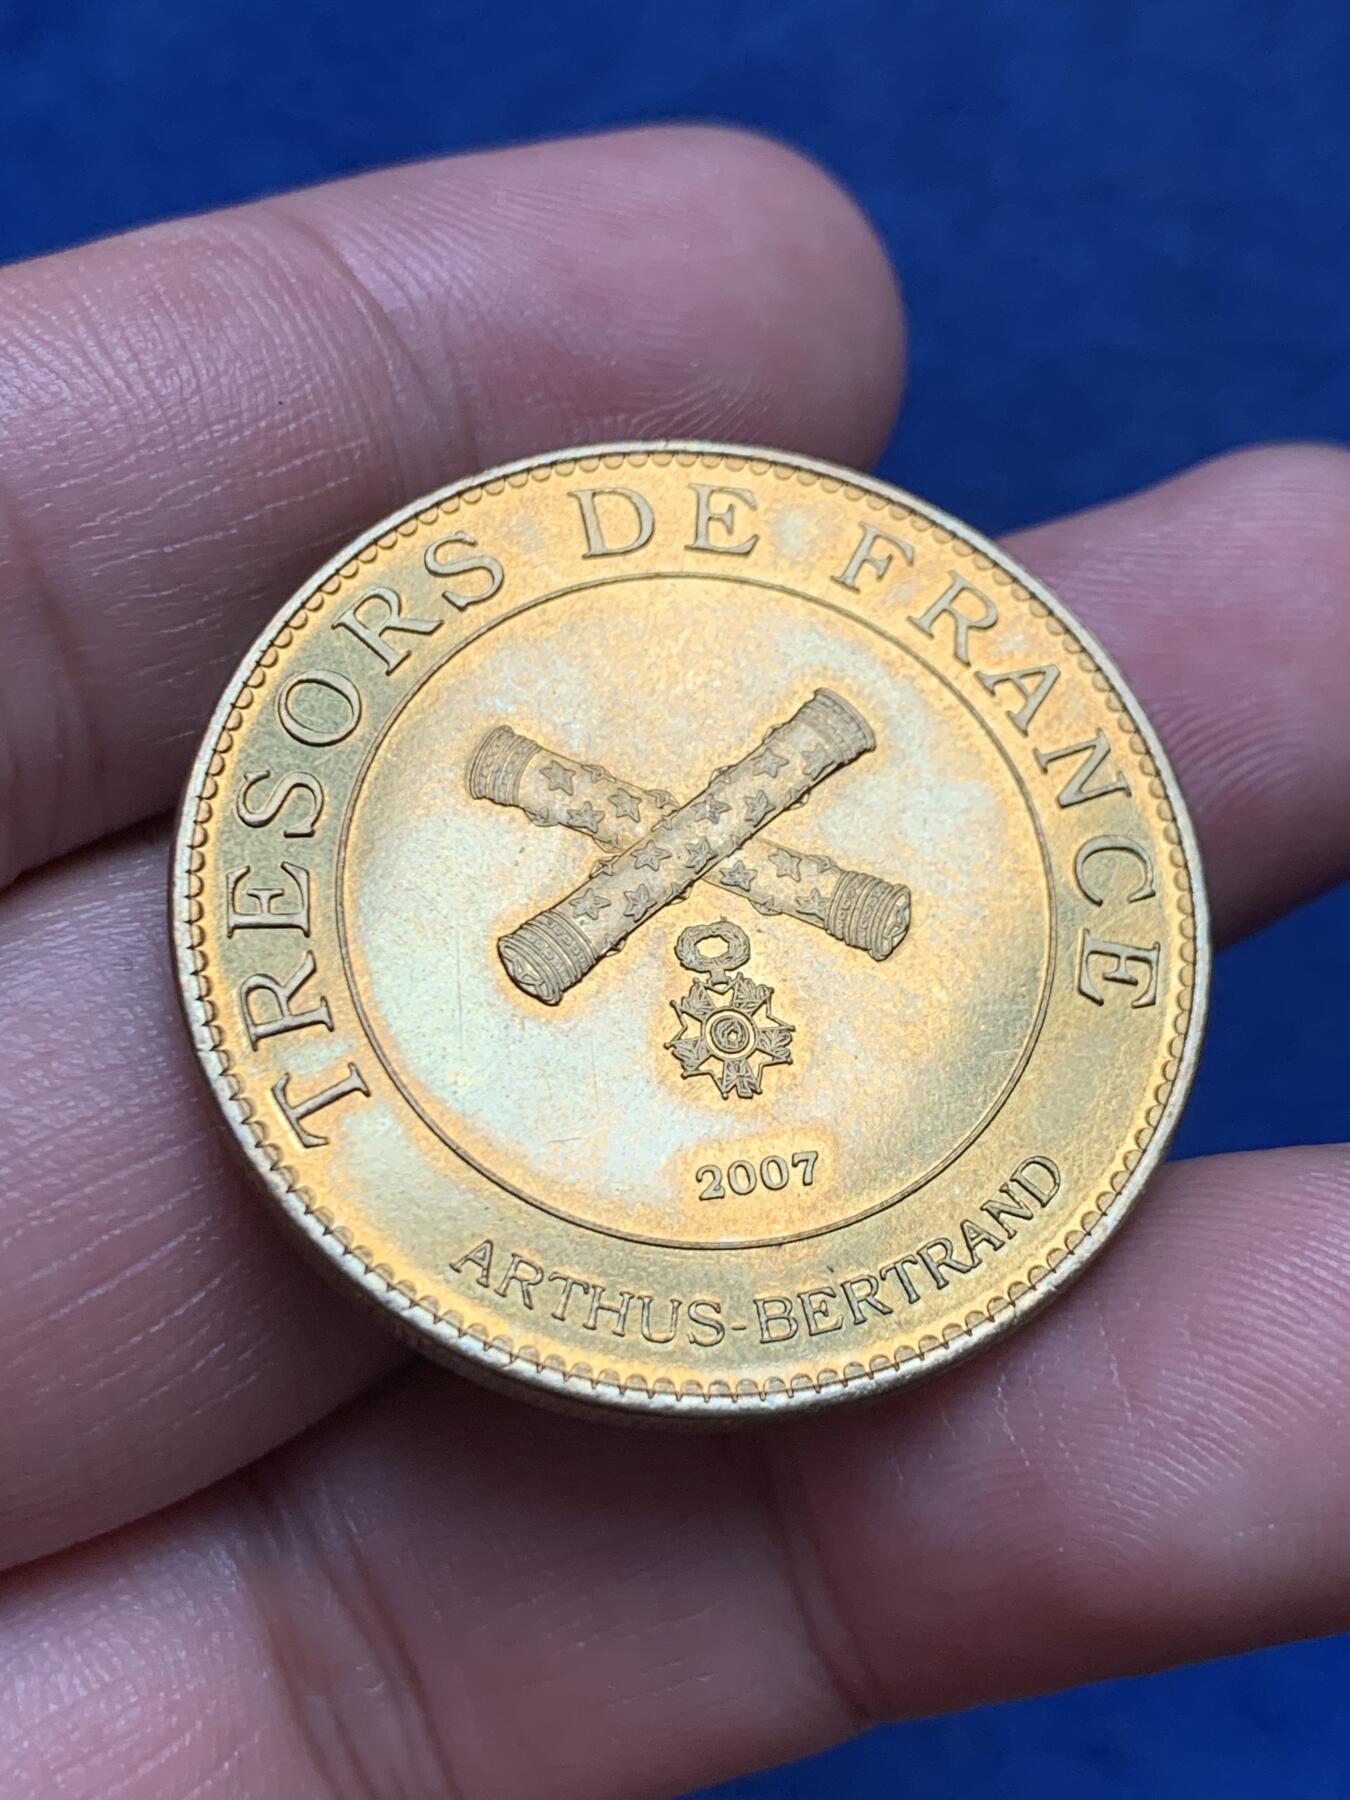 TRESORS DE FRANCE
2007
ARTHUS-BERTRAND